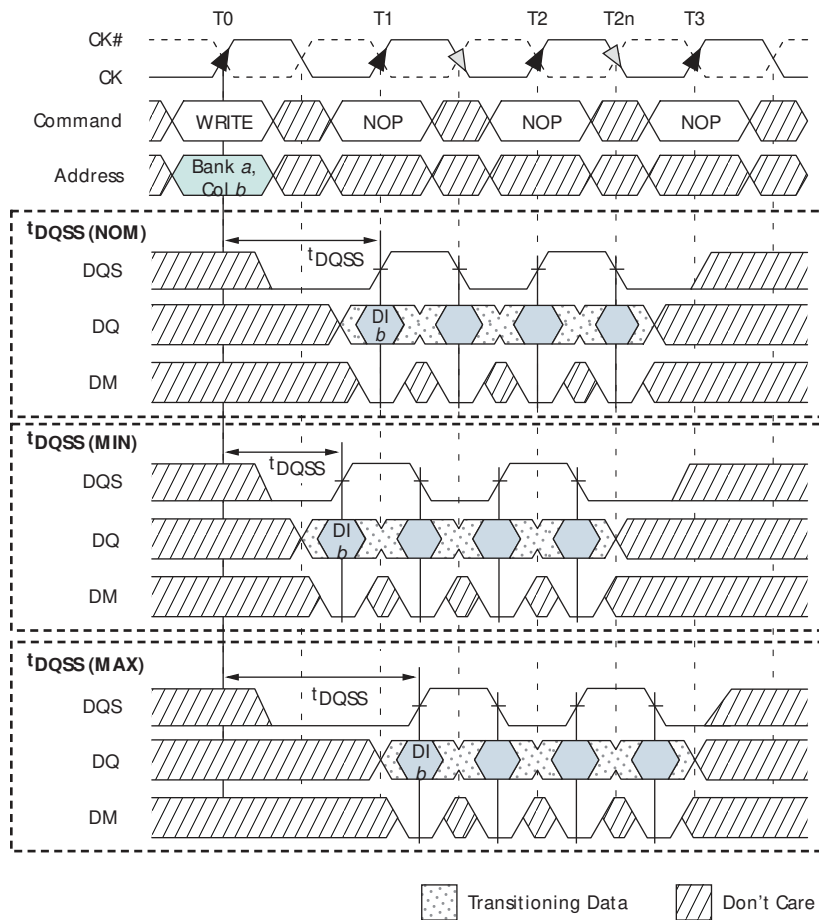 T0 T1 T2 T2n T3
CK#
CK
Command WRITE NOP NOP NOP
Address Bank a,
Col b
tDQSS (NOM)
tDQSS
DQS
DQ DI
b
DM
tDQSS (MIN)
tDQSS
DQS
DQ DI
b
DM
tDQSS (MAX)
tDQSS
DQS
DQ DI
b
DM
Transitioning Data Don't Care